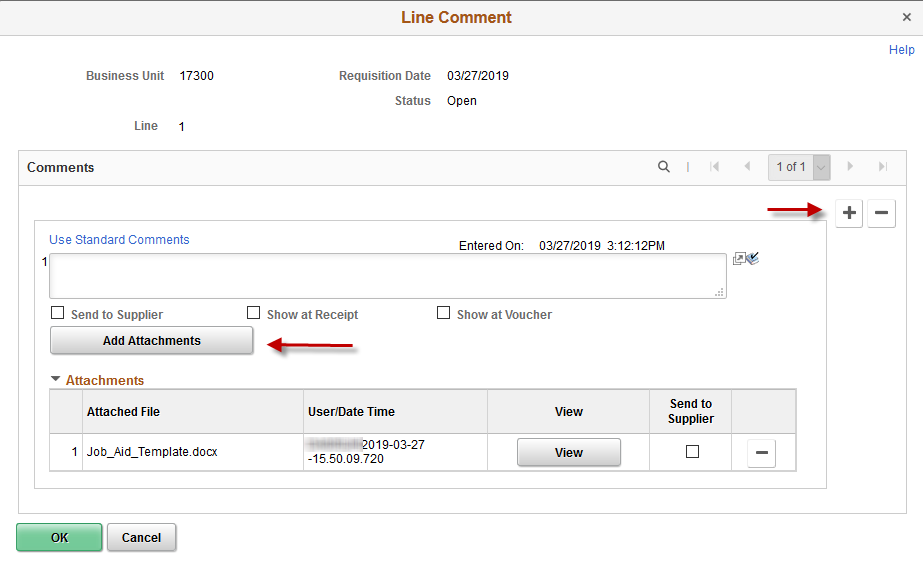 Line Comment
Help
Business Unit 17300 Requisition Date 03/27/2019
Status Open
Line 1
Comments 1 of 1
Use Standard Comments Entered On: 03/27/2019 3:12:12PM
1
Send to Supplier Show at Receipt Show at Voucher
Add Attachments
Attachments
Attached File User/Date Time View Send to Supplier
1 Job_Aid_Template.docx 2019-03-27
-15.50.09.720 View
OK Cancel